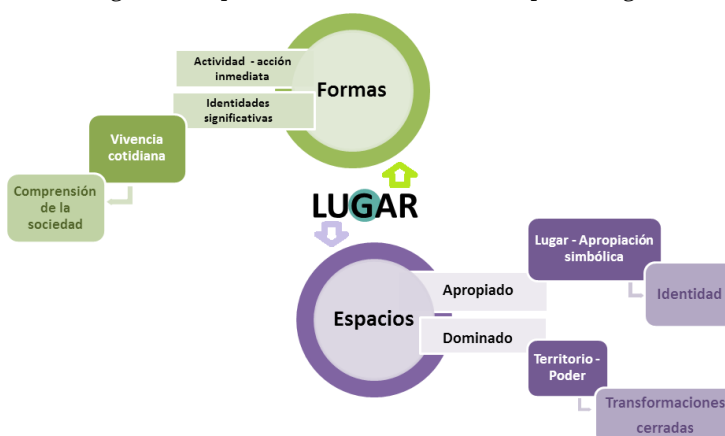 Actividad - acción
inmediata
Formas
Identidades
significativas
Vivencia
cotidiana
Comprensión
de la
sociedad
LUGAR
Lugar - Apropiación
simbólica
Identidad
Apropiado
Espacios
Dominado
Territorio -
Poder
Transformaciones
cerradas